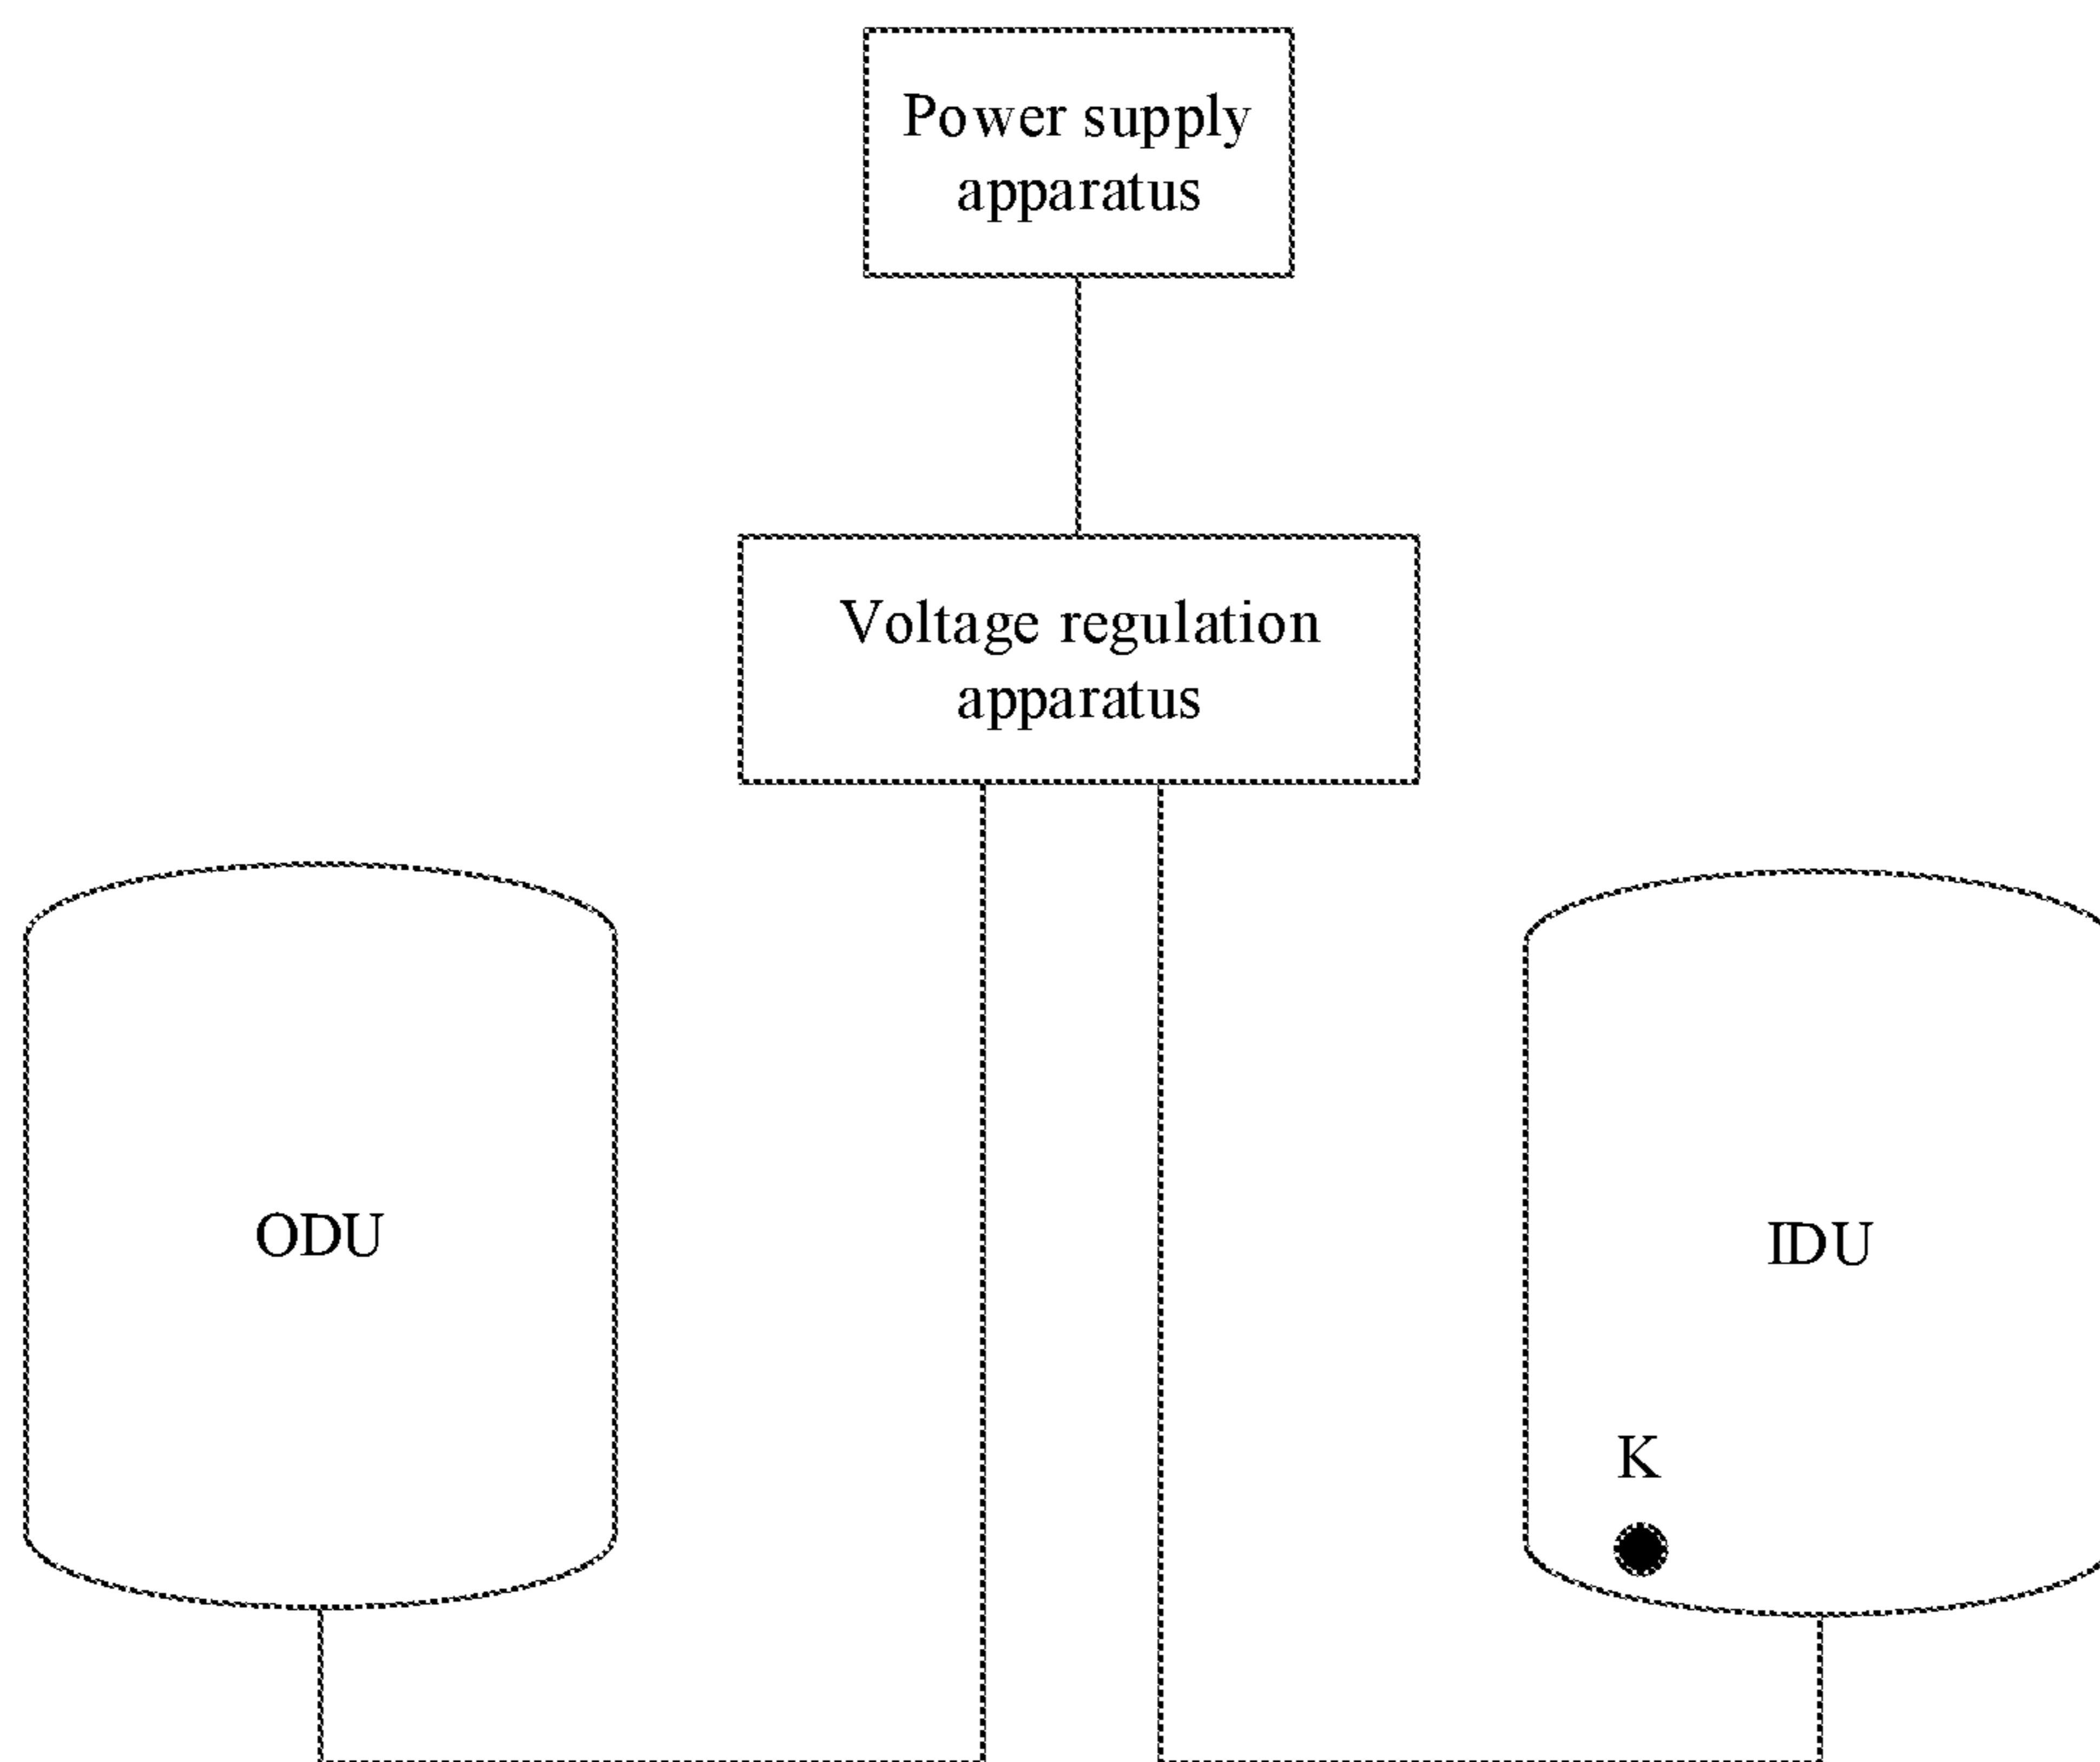 Power supply
apparatus
Voltage regulation
apparatus
ODU
IDU
K